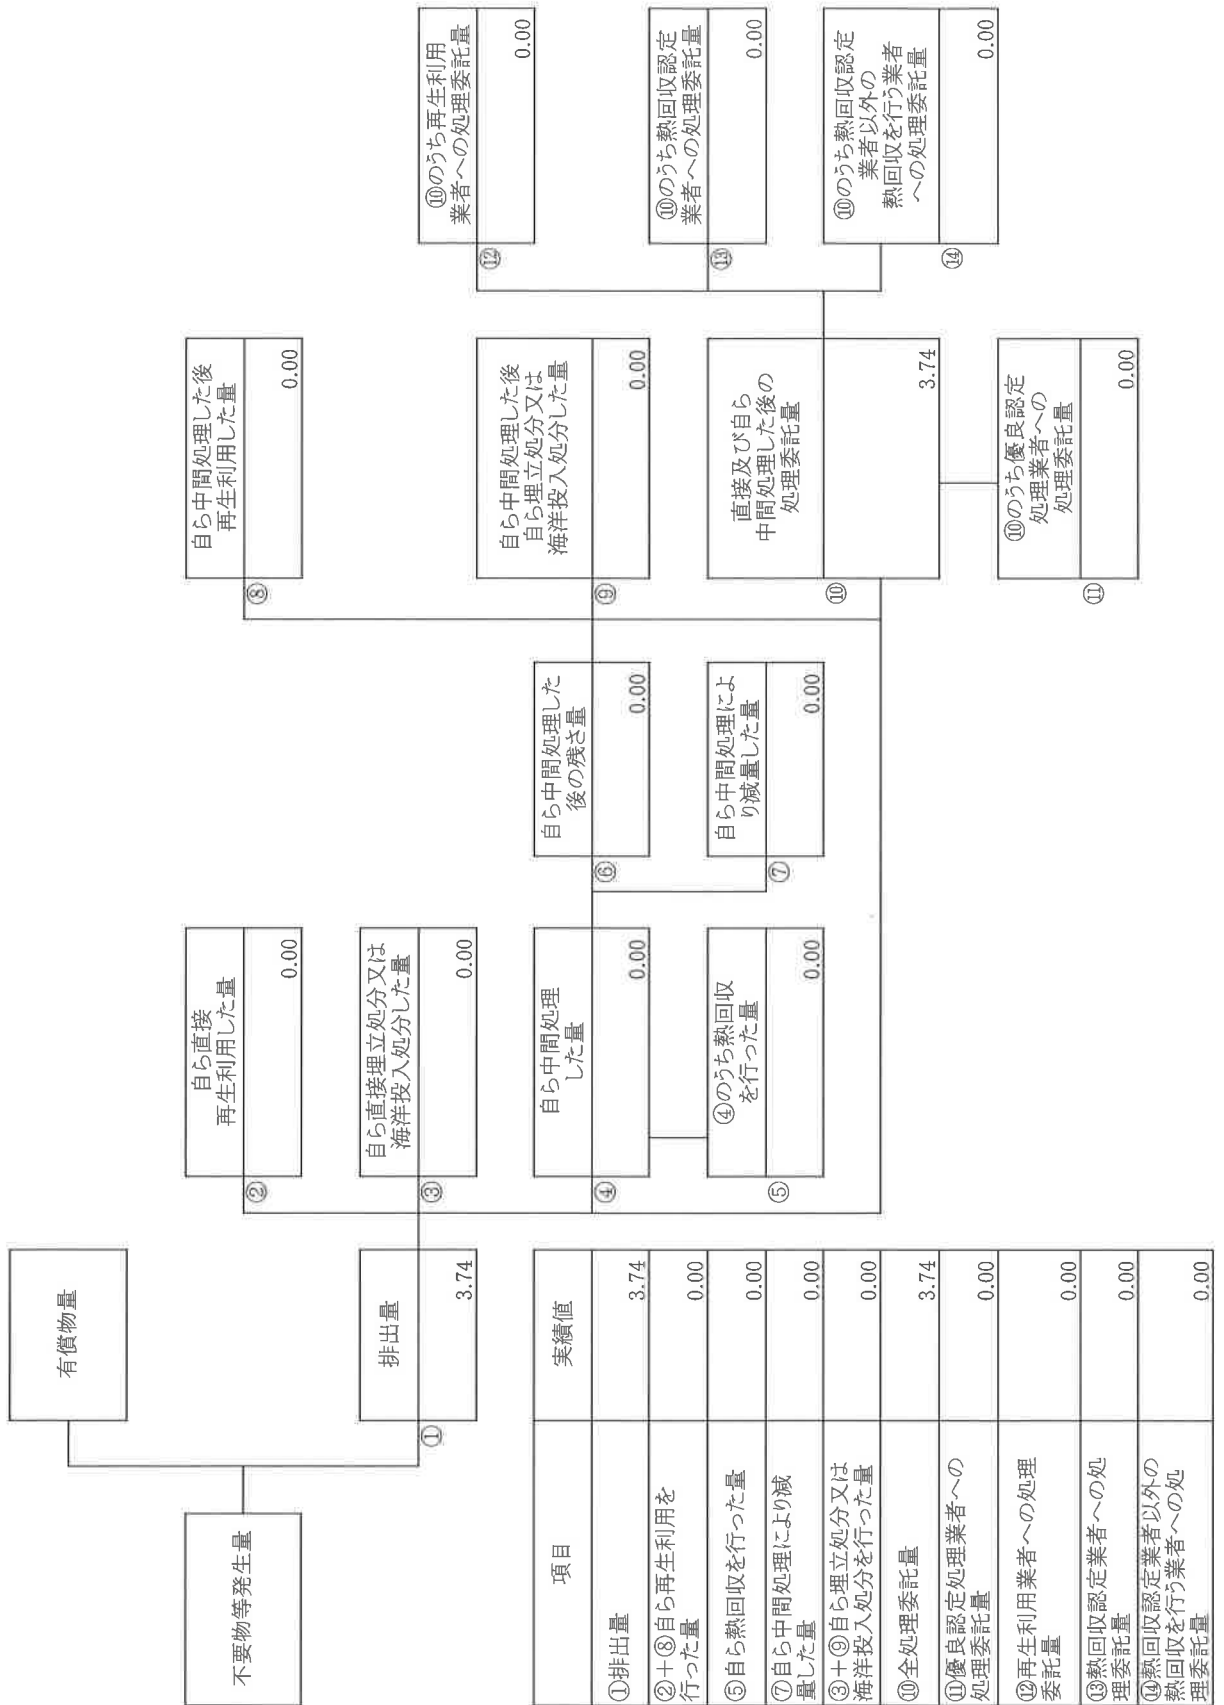 不要物等発生量
有償物量
排出量
①
3.74
自ら直接
再生利用した量
②
0.00
自ら直接埋立処分又は
海洋投入処分した量
③
0.00
自ら中間処理
した量
④
0.00
④のうち熱回収
を行った量
⑤
0.00
自ら中間処理した
後の残さ量
⑥
0.00
自ら中間処理によ
り減量した量
⑦
0.00
自ら中間処理した後
再生利用した量
⑧
0.00
自ら中間処理した後
自ら埋立処分又は
海洋投入処分した量
⑨
0.00
直接及び自ら
中間処理した後の
処理委託量
⑩
3.74
⑩のうち優良認定
処理業者への
処理委託量
⑪
0.00
⑩のうち再生利用
業者への処理委託量
⑫
0.00
⑩のうち熱回収認定
業者への処理委託量
⑬
0.00
⑩のうち熱回収認定
業者以外の
熱回収を行う業者
への処理委託量
⑭
0.00
項目 実績値
①排出量 3.74
②+⑧自ら再生利用を
行った量 0.00
⑤自ら熱回収を行った量 0.00
⑦自ら中間処理により減
量した量 0.00
③+⑨自ら埋立処分又は
海洋投入処分を行った量 0.00
⑩全処理委託量 3.74
⑪優良認定処理業者への
処理委託量 0.00
⑫再生利用業者への処理
委託量 0.00
⑬熱回収認定業者への処
理委託量 0.00
⑭熱回収認定業者以外の
熱回収を行う業者への処
理委託量 0.00